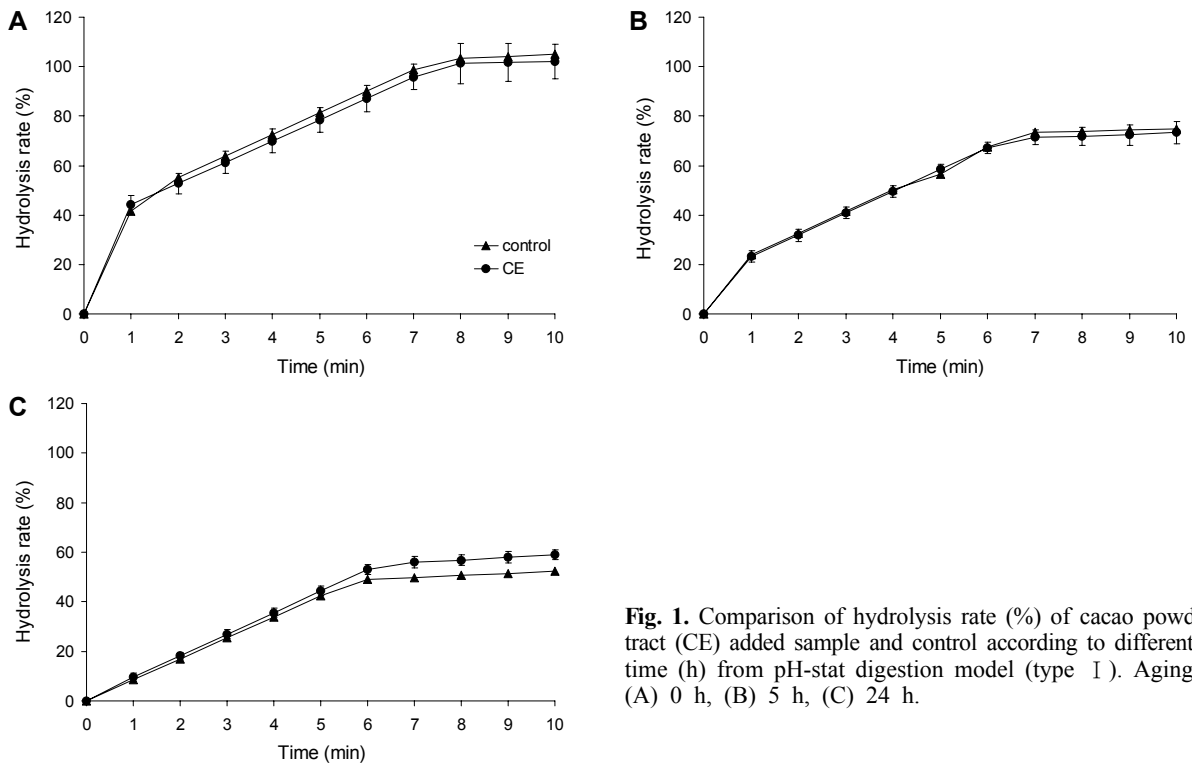 A
120
100
80
60
40
20
0
Hydrolysis rate (%)
control
CE
0 1 2 3 4 5 6 7 8 9 10
Time (min)
B
120
100
80
60
40
20
0
Hydrolysis rate (%)
0 1 2 3 4 5 6 7 8 9 10
Time (min)
C
120
100
80
60
40
20
0
Hydrolysis rate (%)
0 1 2 3 4 5 6 7 8 9 10
Time (min)
Fig. 1. Comparison of hydrolysis rate (%) of cacao powd
tract (CE) added sample and control according to different
time (h) from pH-stat digestion model (type Ⅰ). Aging
(A) 0 h, (B) 5 h, (C) 24 h.